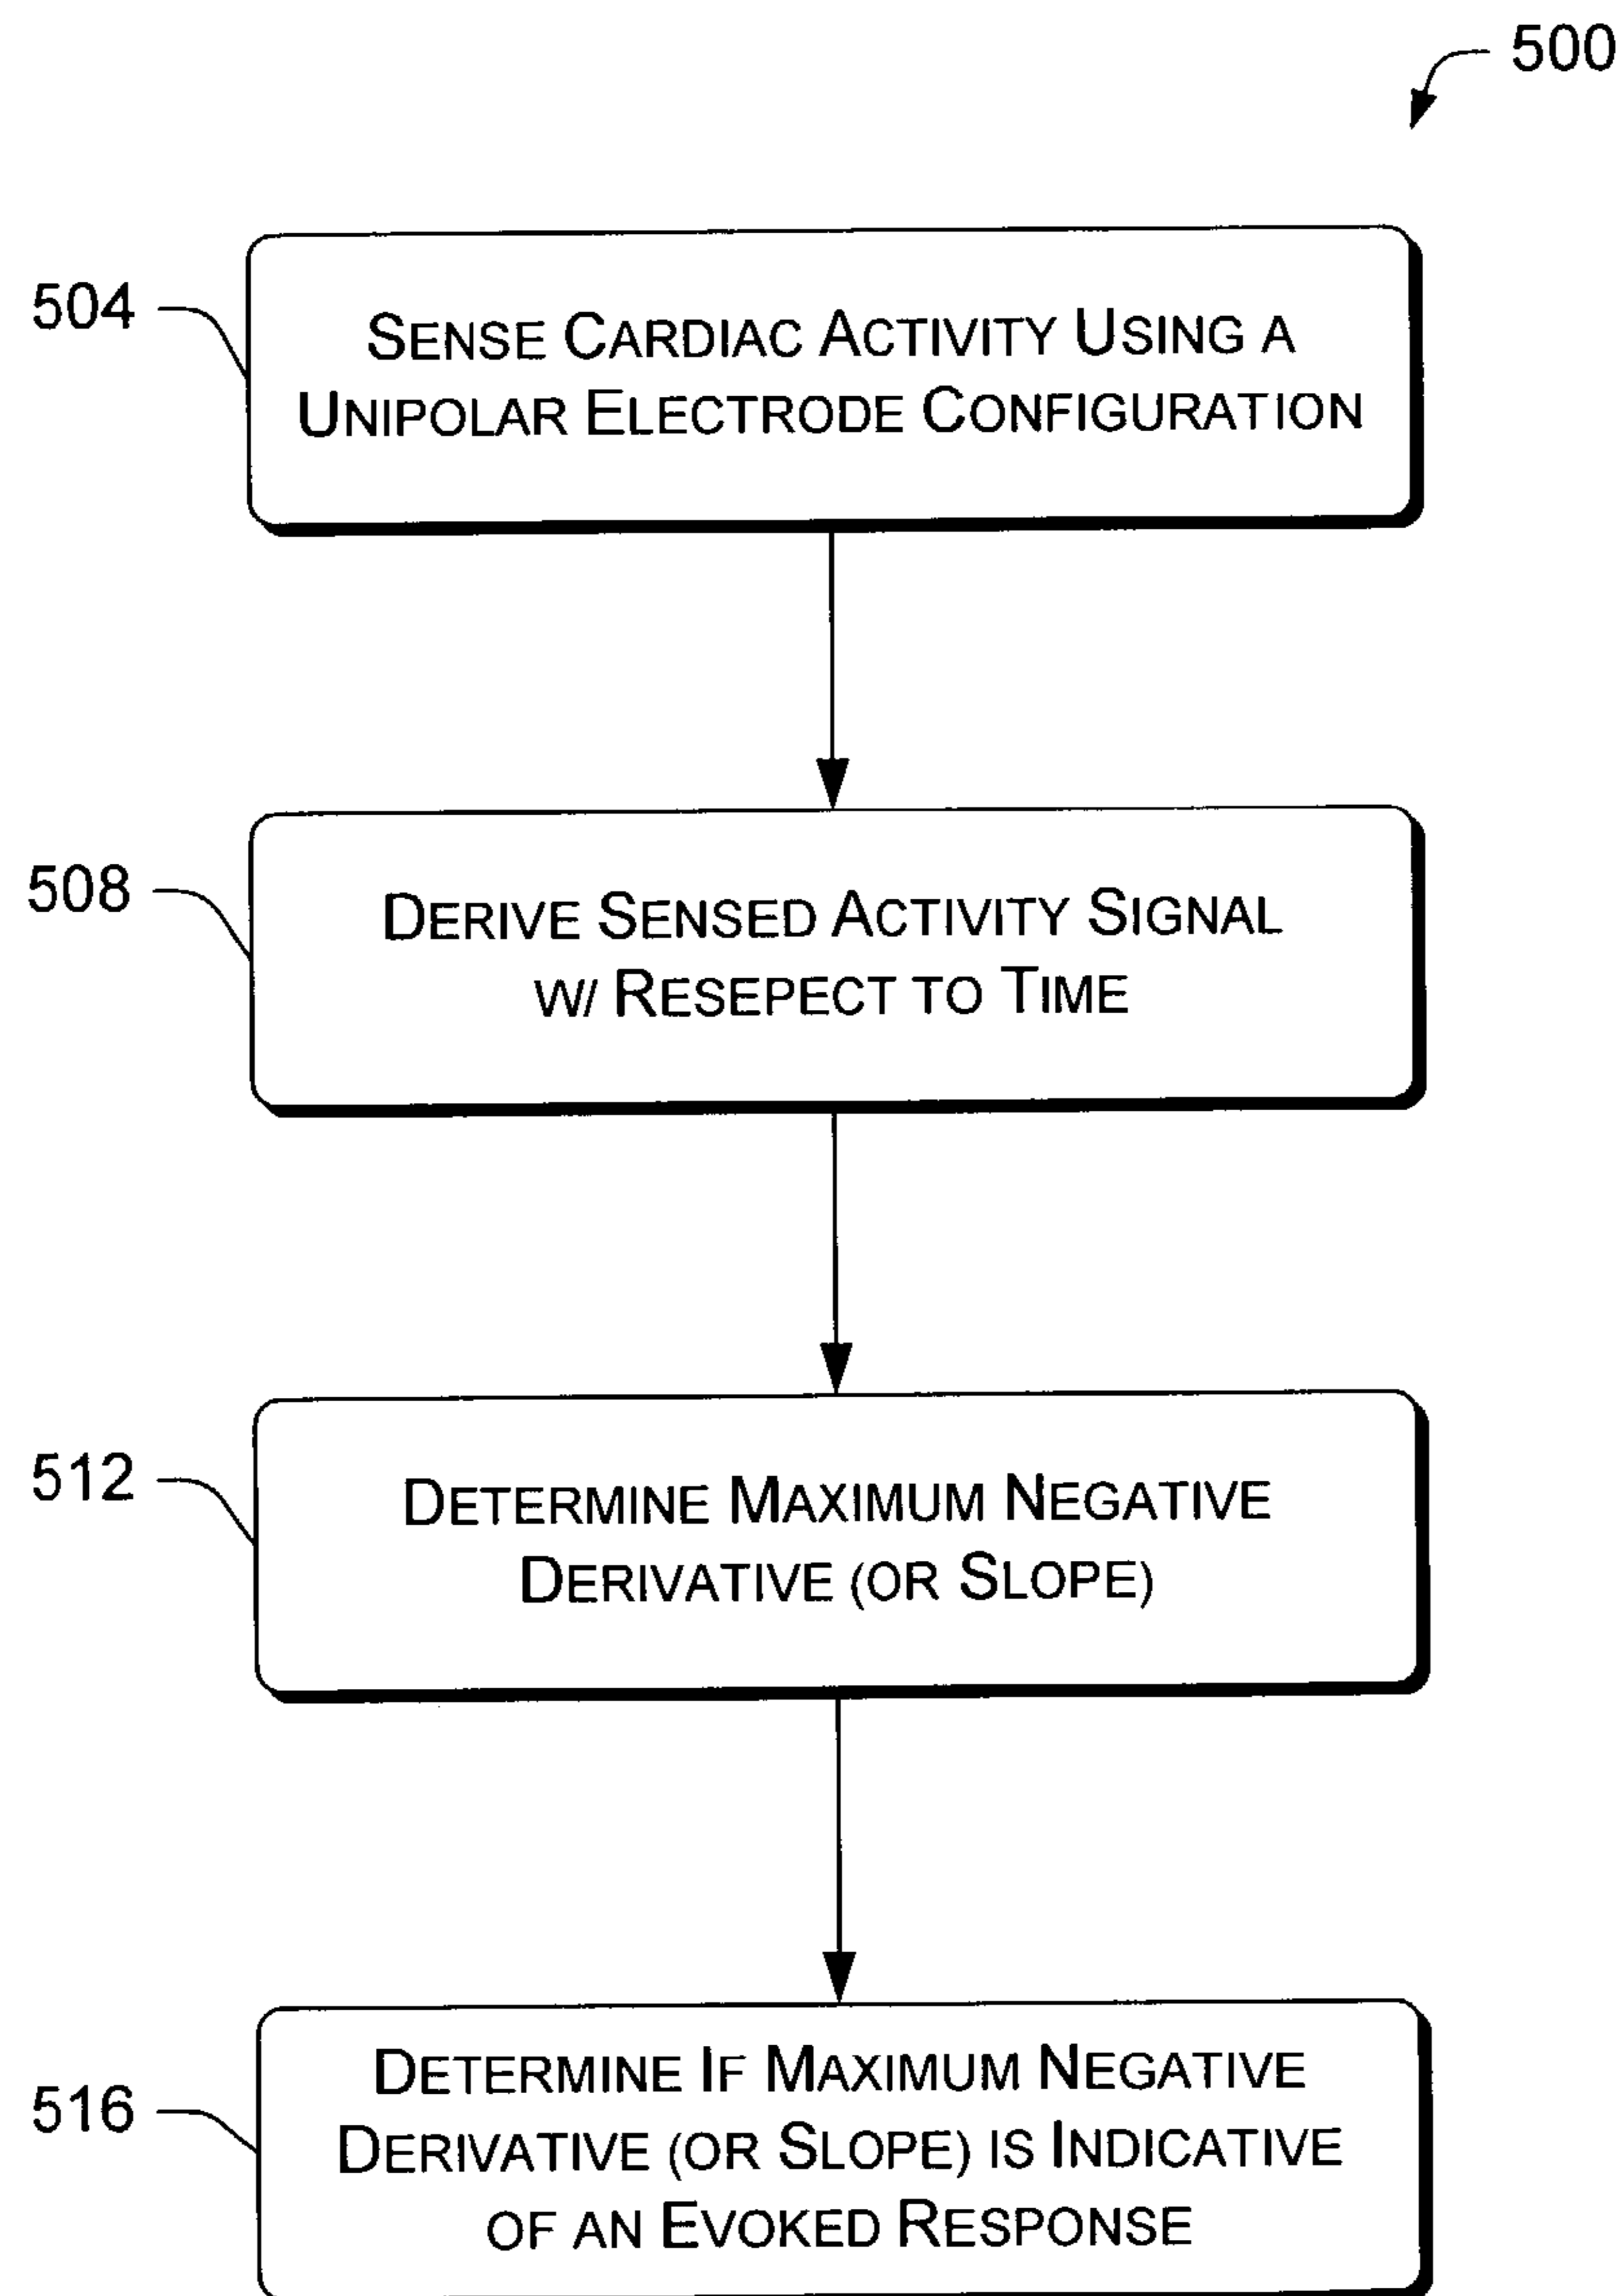 500
504
SENSE CARDIAC ACTIVITY USING A
UNIPOLAR ELECTRODE CONFIGURATION
508
DERIVE SENSED ACTIVITY SIGNAL
W/ RESEPECT TO TIME
512
DETERMINE MAXIMUM NEGATIVE
DERIVATIVE (OR SLOPE)
516
DETERMINE IF MAXIMUM NEGATIVE
DERIVATIVE (OR SLOPE) IS INDICATIVE
OF AN EVOKED RESPONSE